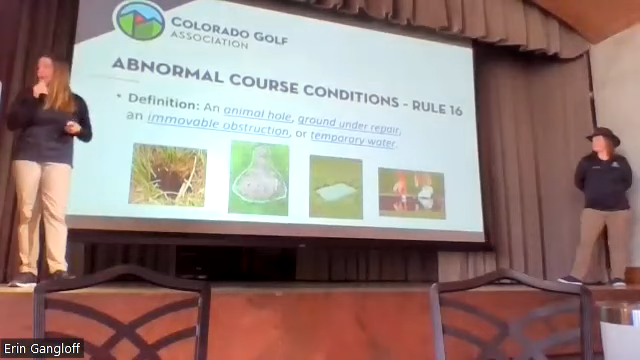 COLORADO GOLF
ASSOCIATION
ABNORMAL COURSE CONDITIONS - RULE 16
• Definition: An animal hole, ground under repair,
an immovable obstruction, or temporary water.
Erin Gangloff